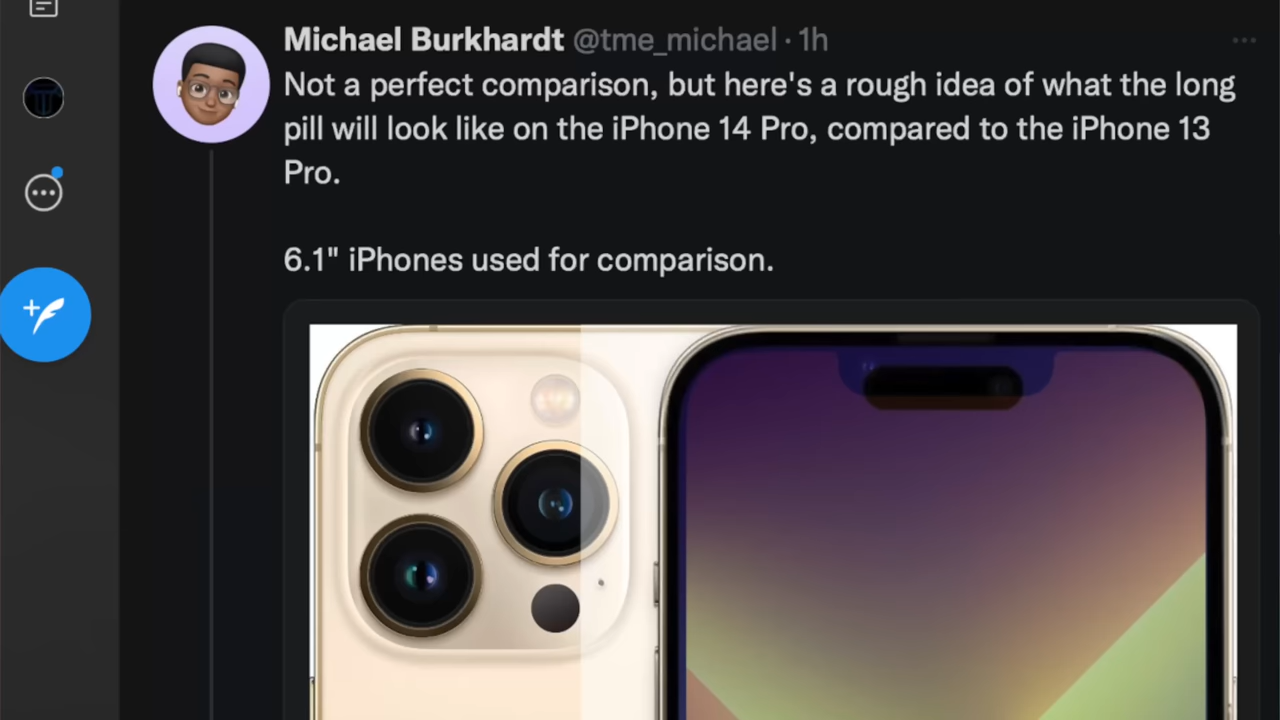 Michael Burkhardt @tme_michael · 1h
Not a perfect comparison, but here's a rough idea of what the long
pill will look like on the iPhone 14 Pro, compared to the iPhone 13
Pro.
6.1" iPhones used for comparison.